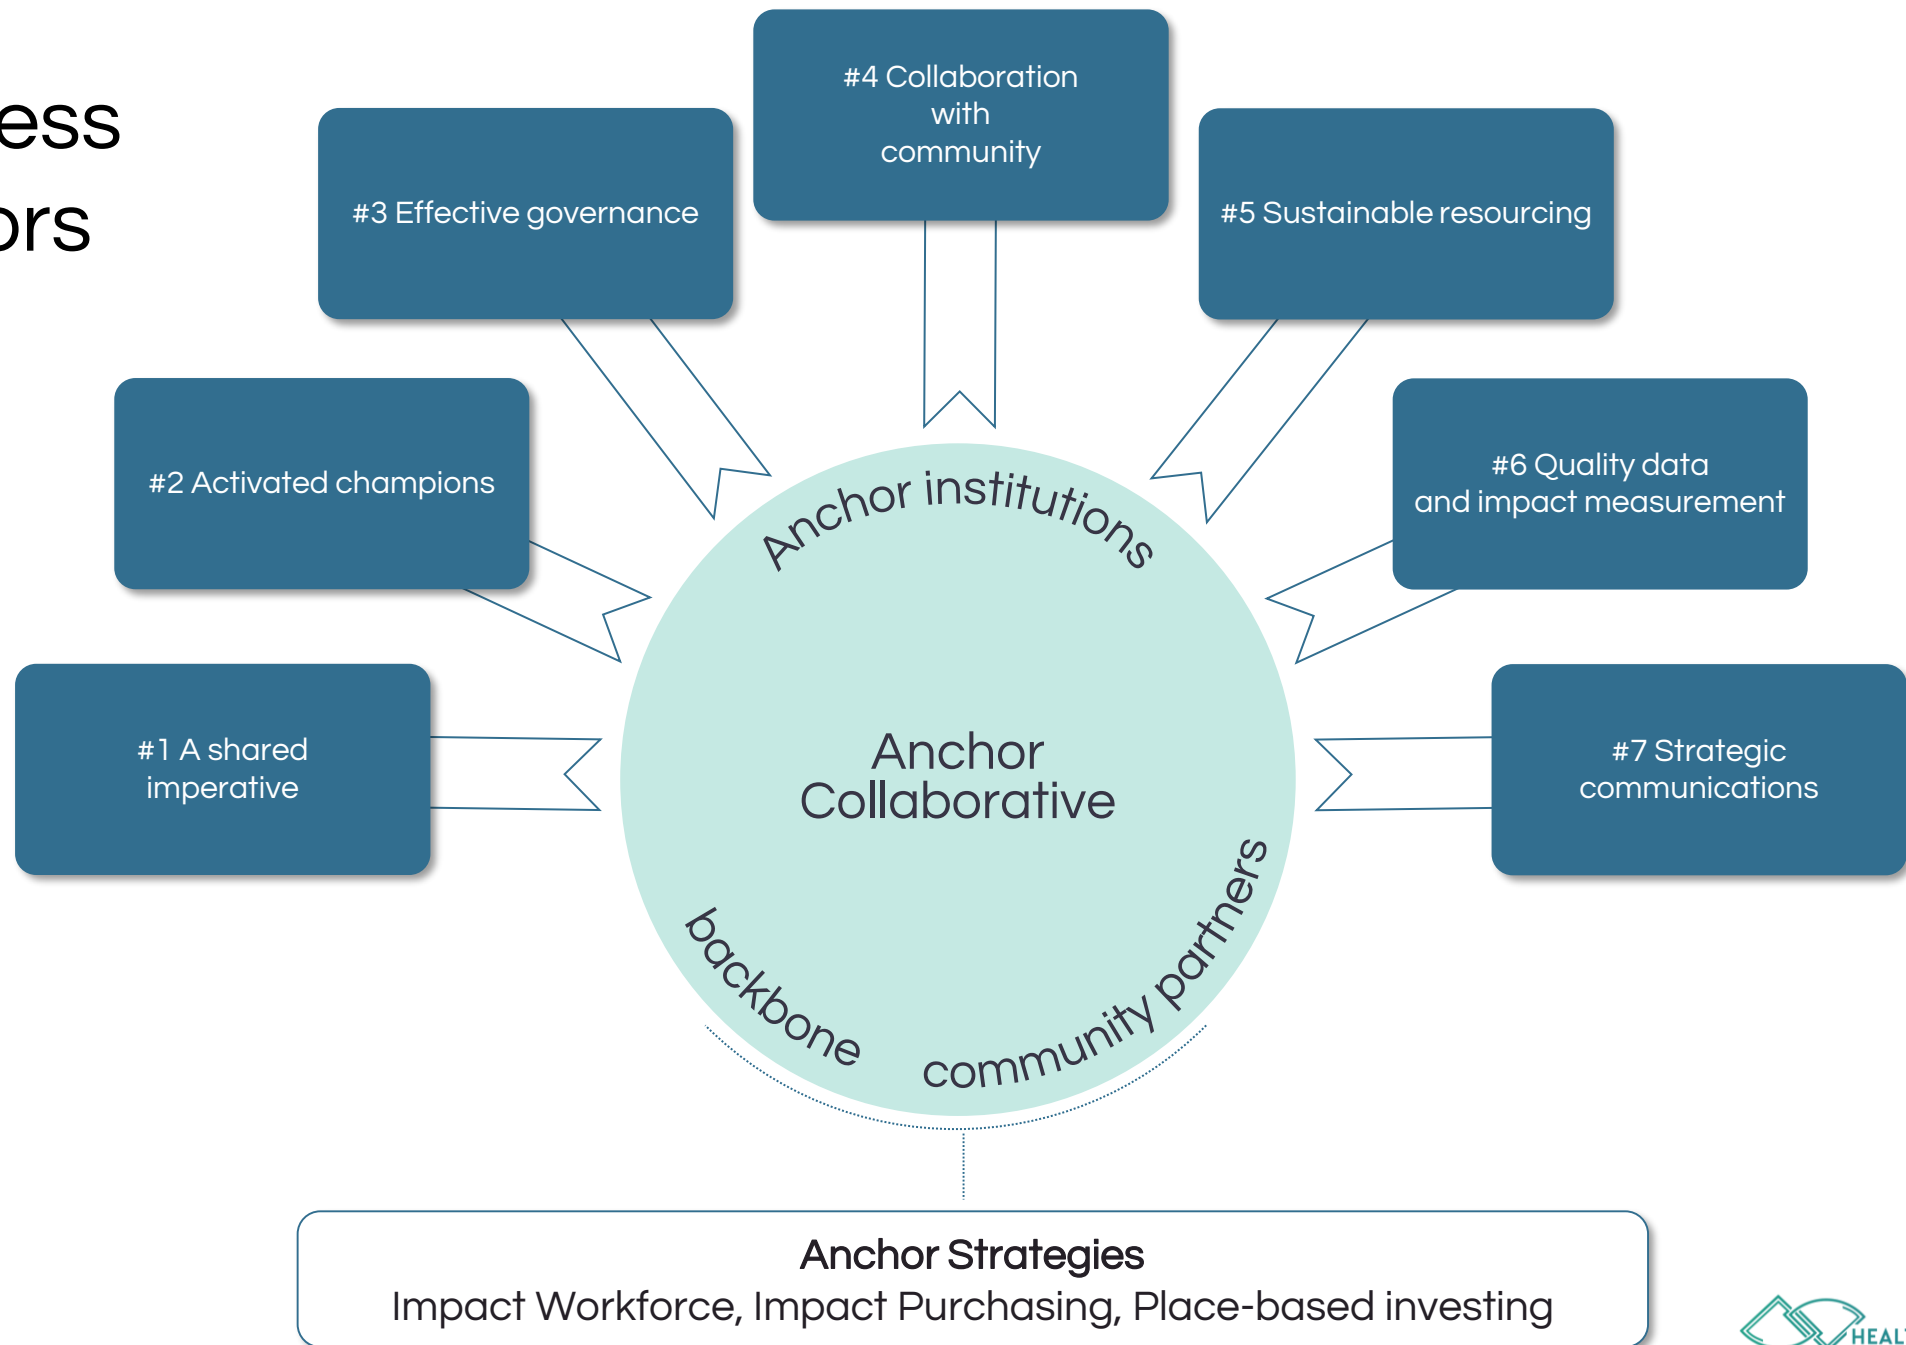 ess
ors
#4 Collaboration
with
community
#3 Effective governance
#5 Sustainable resourcing
#2 Activated champions
#6 Quality data
and impact measurement
#1 A shared
imperative
#7 Strategic
communications
Anchor institutions
Anchor
Collaborative
backbone
community partners
Anchor Strategies
Impact Workforce, Impact Purchasing, Place-based investing
HEAL